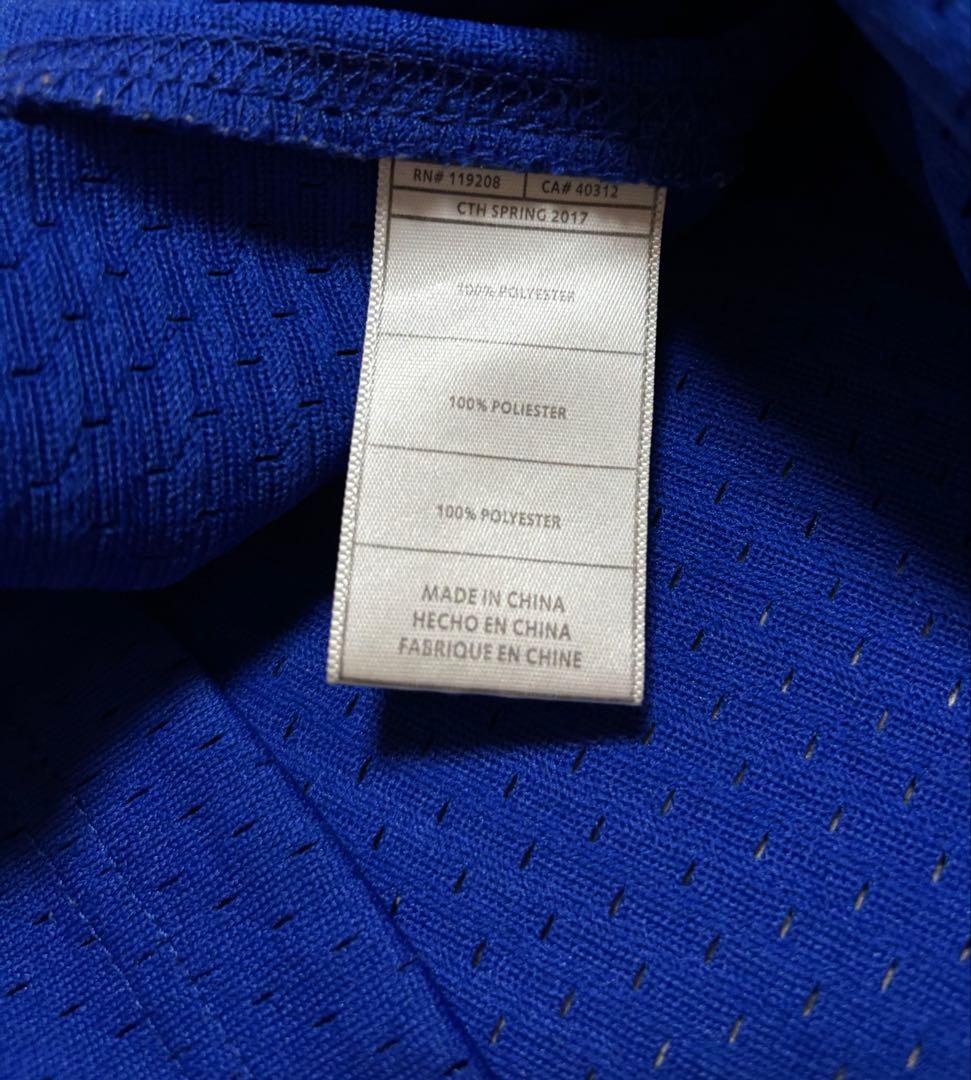 RN# 119208 CA# 40312
CTH SPRING 2017
100% POLYESTER
100% POLIESTER
100% POLYESTER
MADE IN CHINA
HECHO EN CHINA
FABRIQUE EN CHINE